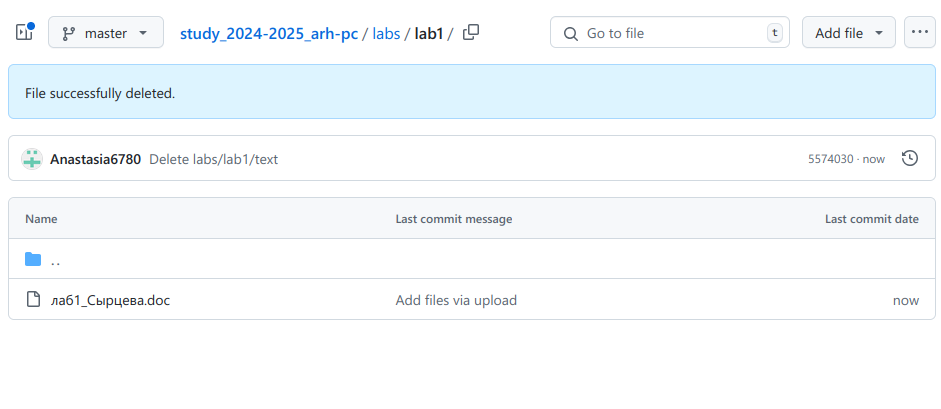 master study_2024-2025_arh-pc / labs / lab1 / Go to file t Add file ...
File successfully deleted.
Anastasia6780 Delete labs/lab1/text 5574030 · now
Name Last commit message Last commit date
..
лаб1_Сырцева.doc Add files via upload now